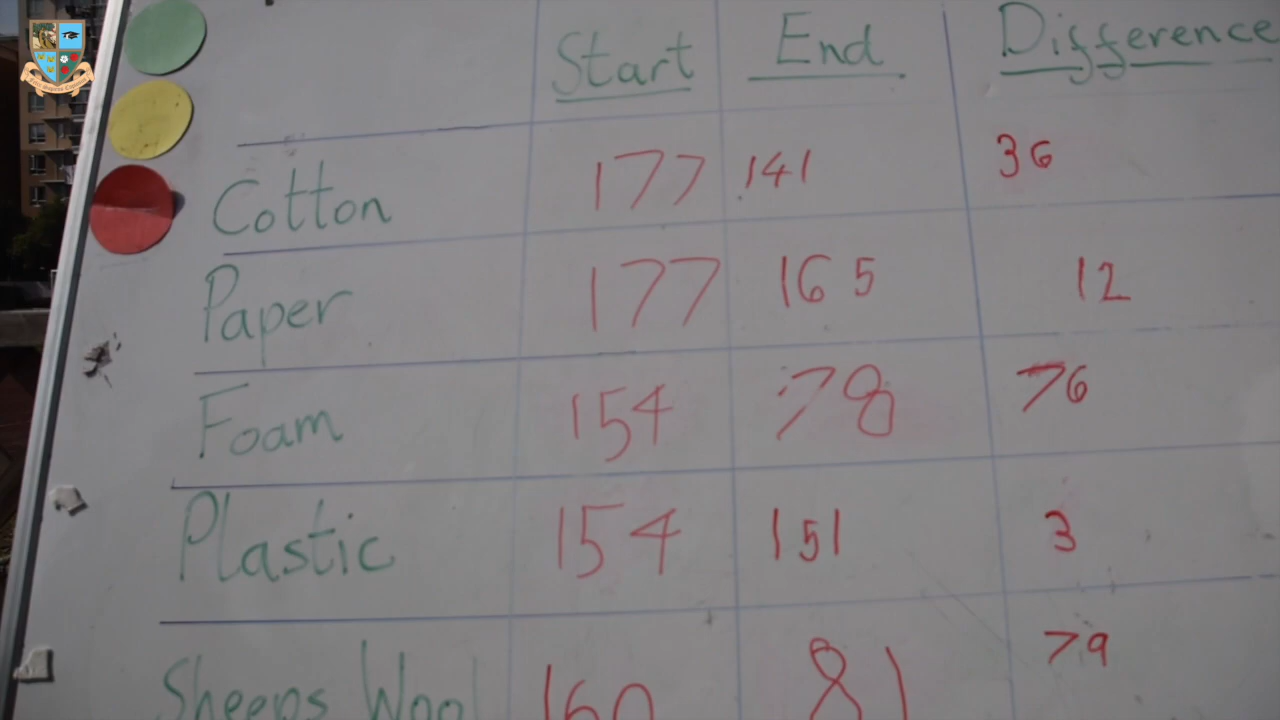 Start End Difference
Cotton 177 141 36
Paper 177 165 12
Foam 154 78 76
Plastic 154 151 3
Sheeps Wool 160 81 79